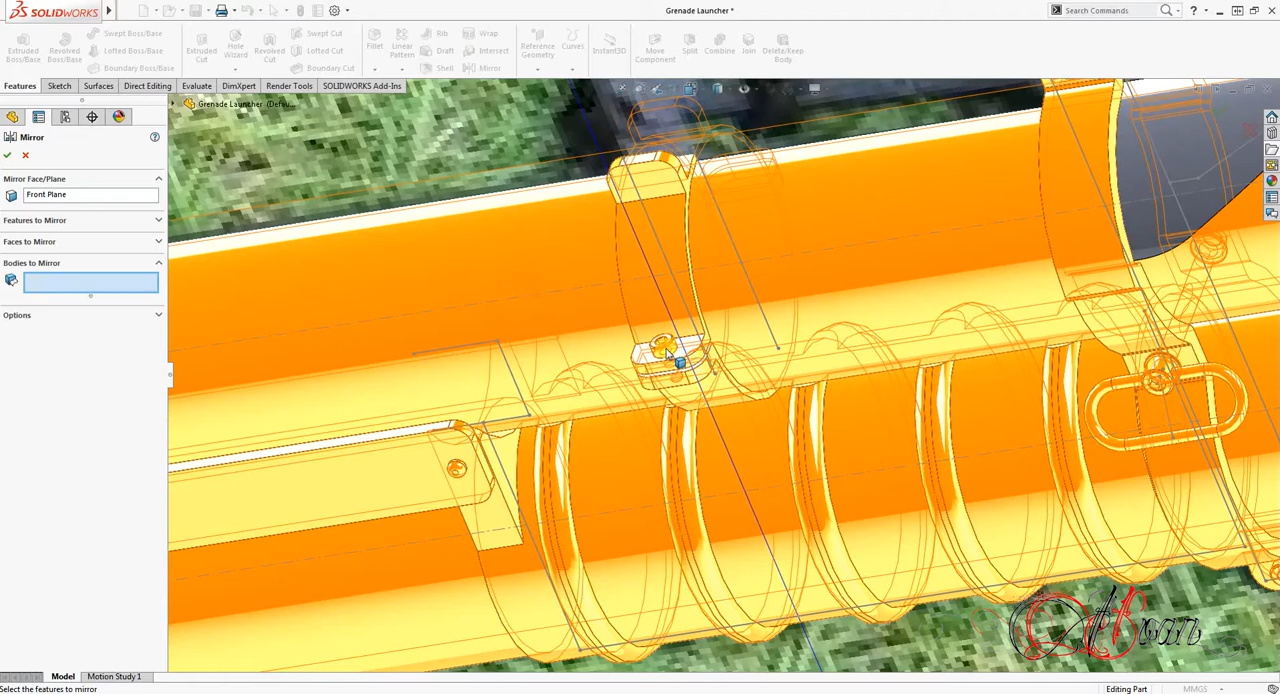 SOLIDWORKS
Grenade Launcher *
Search Commands
Extruded Boss/Base
Revolved Boss/Base
Swept Boss/Base
Lofted Boss/Base
Boundary Boss/Base
Extruded Cut
Hole Wizard
Revolved Cut
Swept Cut
Lofted Cut
Boundary Cut
Fillet
Linear Pattern
Rib
Draft
Shell
Wrap
Intersect
Mirror
Reference Geometry
Curves
Instant3D
Move Component
Split
Combine
Join
Delete/Keep Body
Features
Sketch
Surfaces
Direct Editing
Evaluate
DimXpert
Render Tools
SOLIDWORKS Add-Ins
Grenade Launcher (Defau...
Mirror
Mirror Face/Plane
Front Plane
Features to Mirror
Faces to Mirror
Bodies to Mirror
Options
Model
Motion Study 1
Select the features to mirror
Editing Part
MMGS